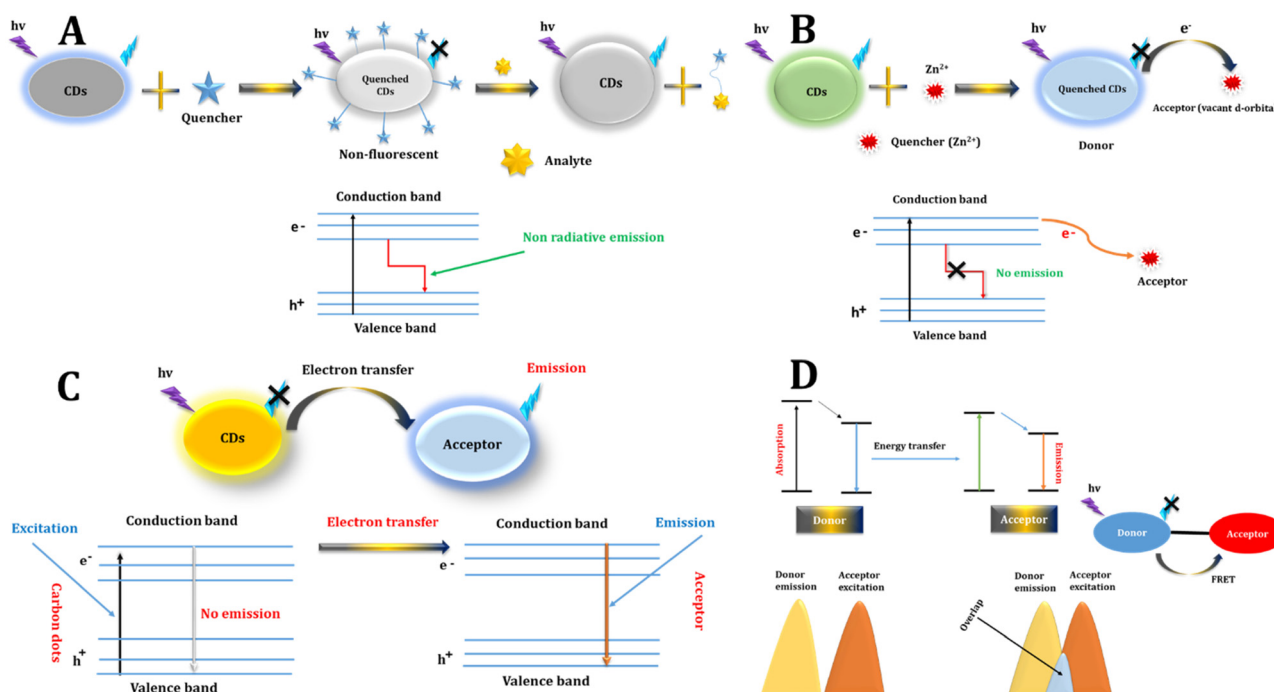 A
hv
CDs
Quencher
hv
Quenched
CDs
Non-fluorescent
Analyte
hv
CDs
Conduction band
e-
Non radiative emission
h+
Valence band
B
hv
CDs
Zn2+
Quencher (Zn2+)
hv
Quenched CDs
Donor
e-
Acceptor (vacant d-orbita
Conduction band
e-
e-
No emission
Acceptor
h+
Valence band
C
hv
CDs
Electron transfer
Emission
Acceptor
Excitation
Conduction band
e-
Carbon dots
No emission
h+
Valence band
Electron transfer
Conduction band
Emission
e-
Acceptor
h+
Valence band
D
Absorption
Energy transfer
Emission
Donor
Acceptor
hv
Donor
Acceptor
FRET
Donor
emission
Acceptor
excitation
Donor
emission
Acceptor
excitation
Overlap